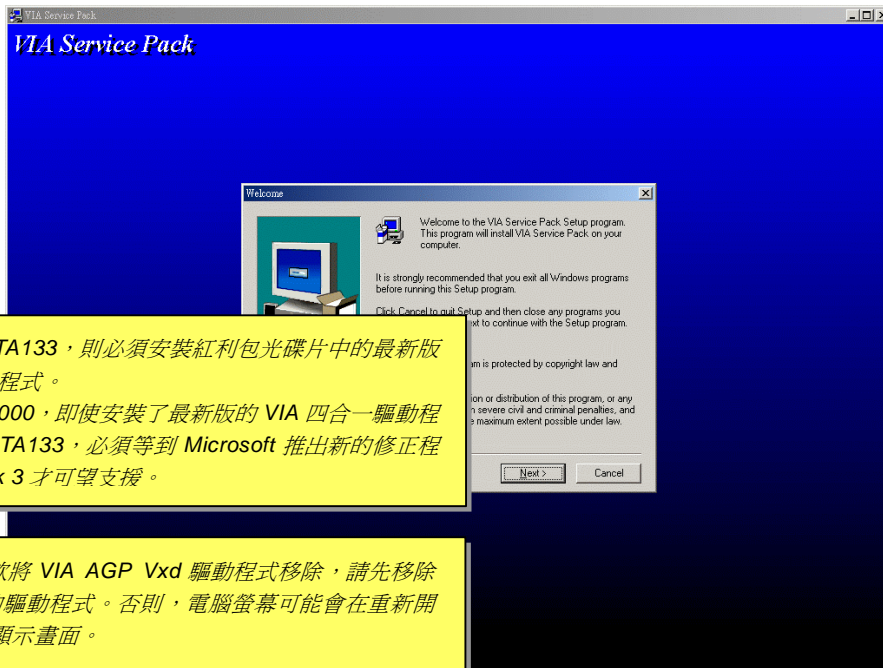 VIA Service Pack
VIA Service Pack
Welcome
Welcome to the VIA Service Pack Setup program.
This program will install VIA Service Pack on your
computer.
It is strongly recommended that you exit all Windows programs
before running this Setup program.
Click Cancel to quit Setup and then close any programs you
xt to continue with the Setup program.
m is protected by copyright law and
ion or distribution of this program, or any
severe civil and criminal penalties, and
maximum extent possible under law.
Next >
Cancel
TA133，則必須安裝紅利包光碟片中的最新版
程式。
000，即使安裝了最新版的 VIA 四合一驅動程
TA133，必須等到 Microsoft 推出新的修正程
k 3 才可望支援。
欲將 VIA AGP Vxd 驅動程式移除，請先移除
驅動程式。否則，電腦螢幕可能會在重新開
顯示畫面。